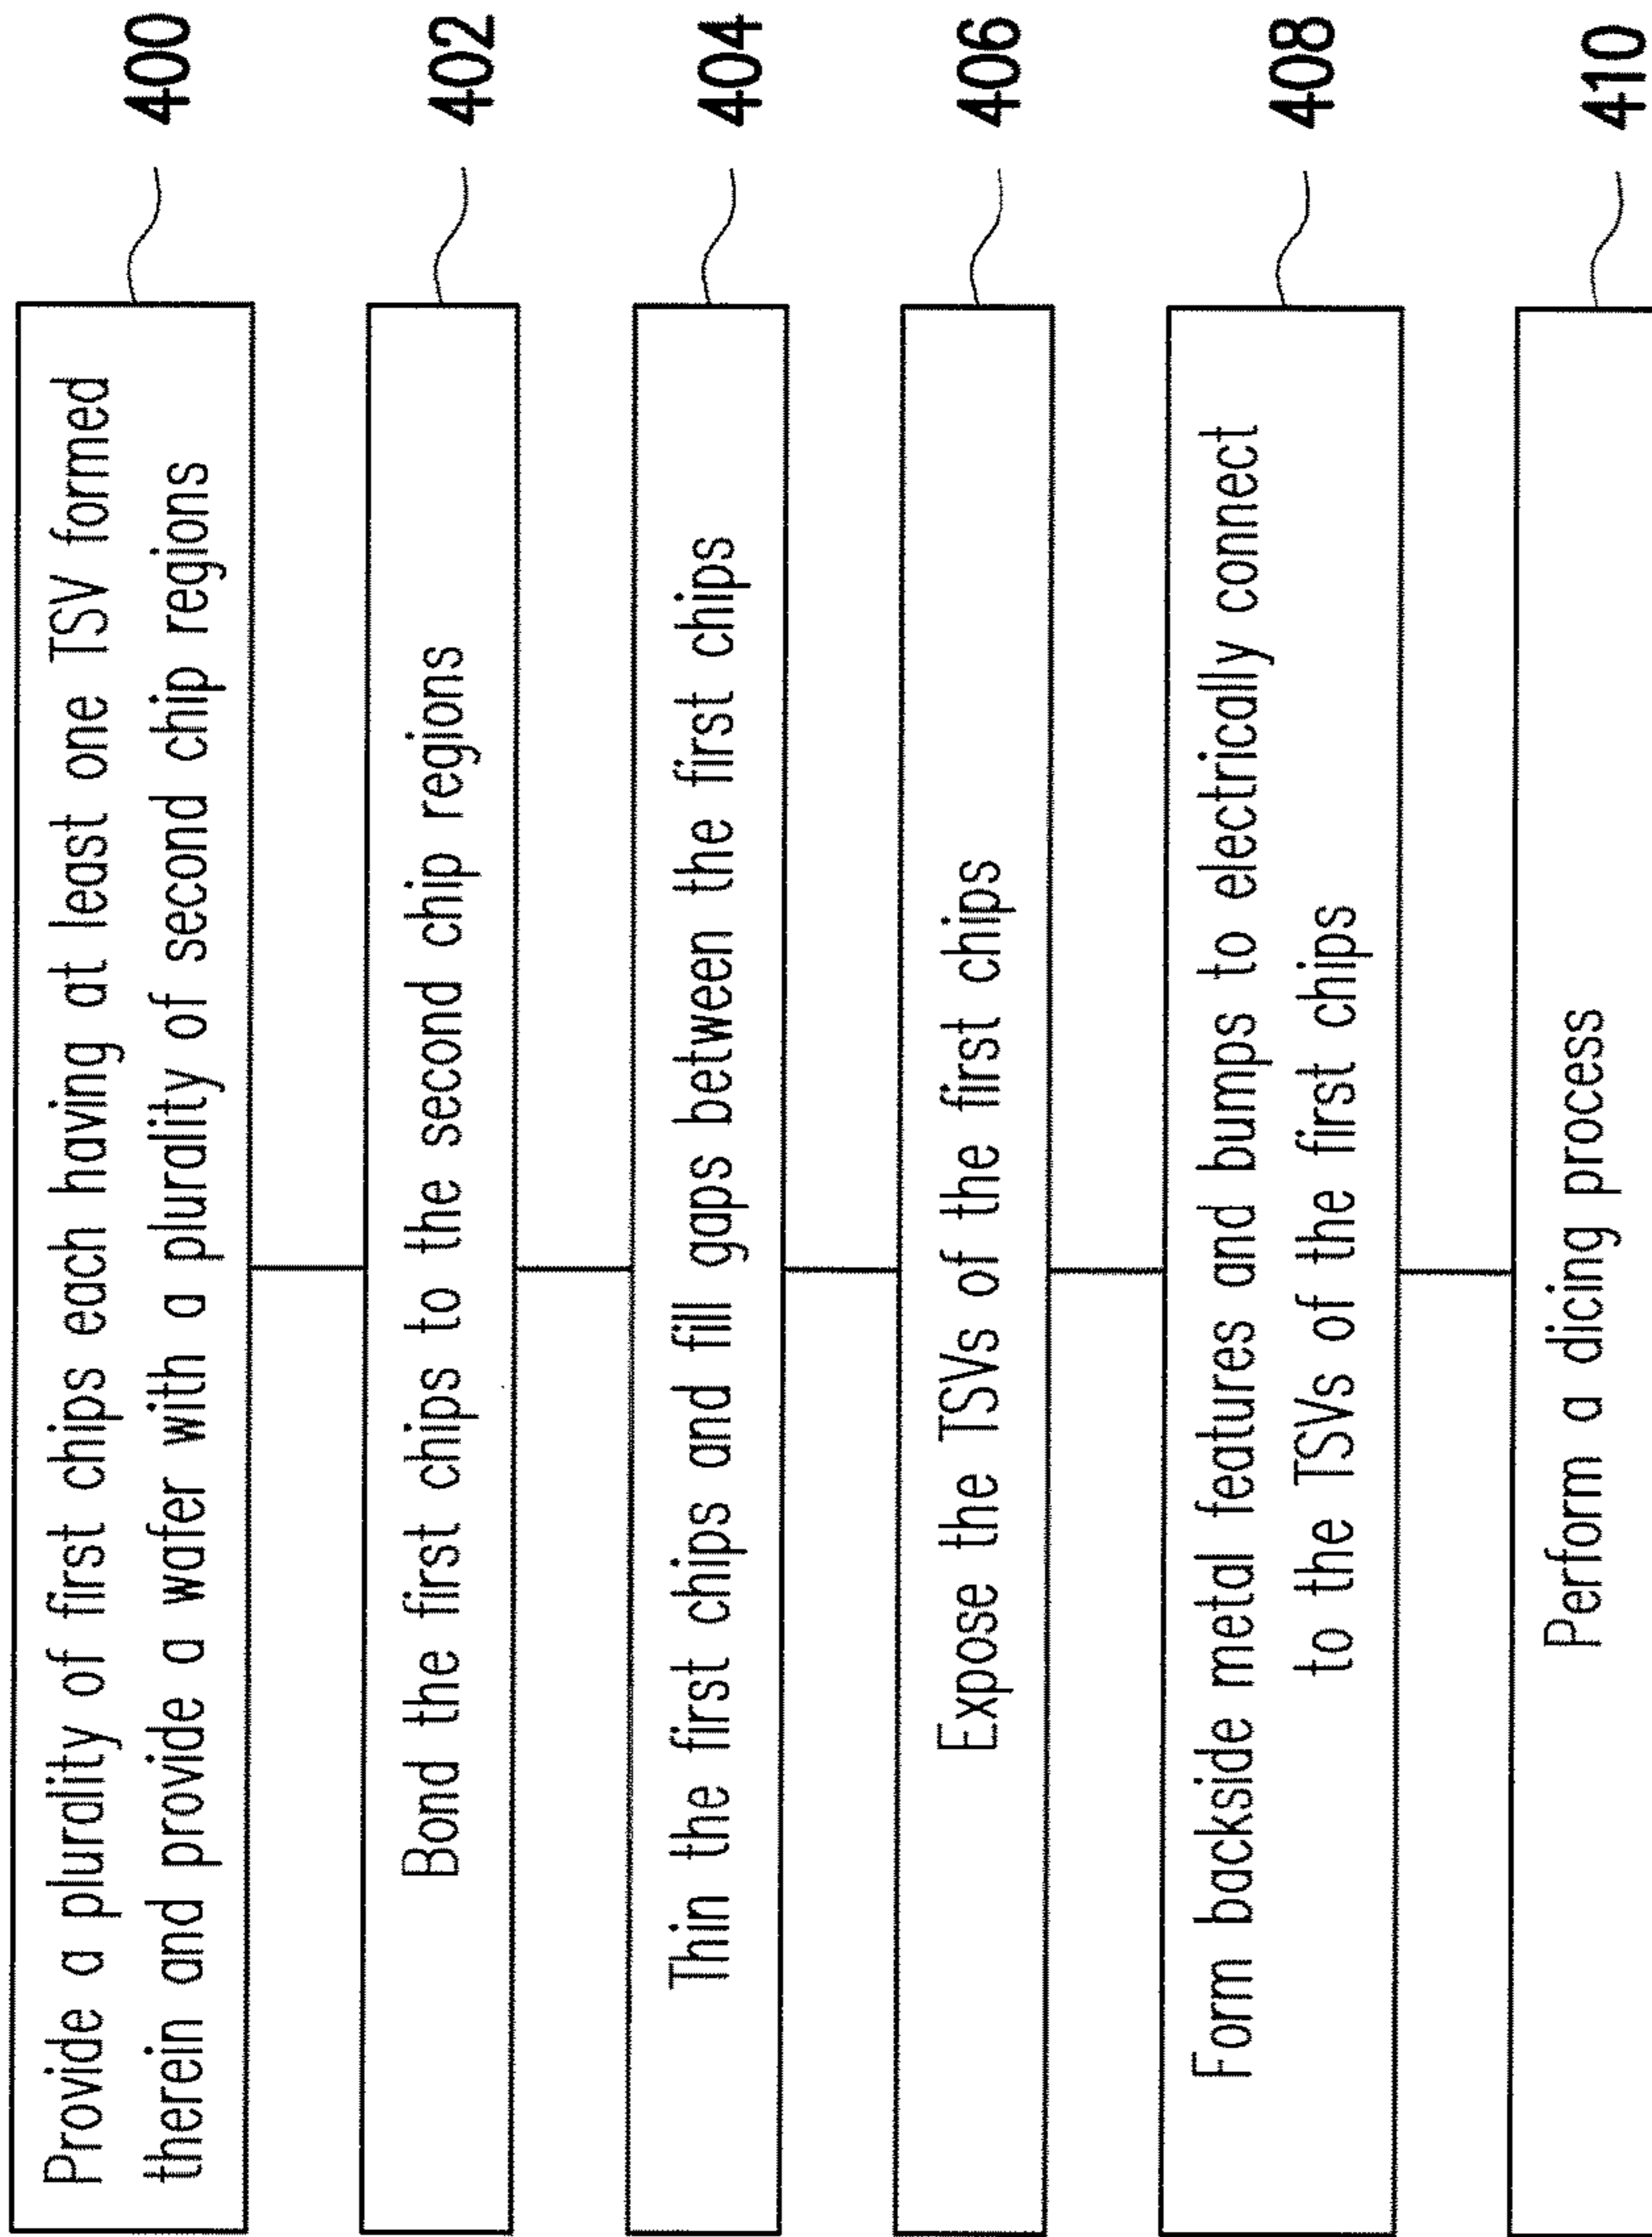 Provide a plurality of first chips each having at least one TSV formed
therein and provide a wafer with a plurality of second chip regions
400
Bond the first chips to the second chip regions
402
Thin the first chips and fill gaps between the first chips
404
Expose the TSVs of the first chips
406
Form backside metal features and bumps to electrically connect
to the TSVs of the first chips
408
Perform a dicing process
410